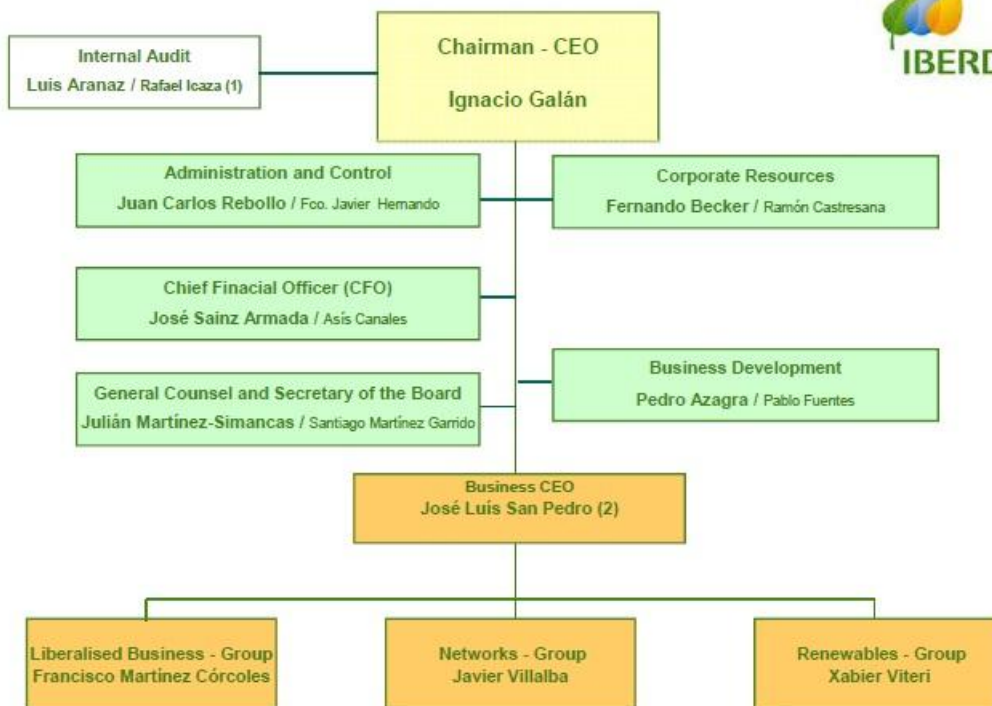 Chairman - CEO
Ignacio Galán
IBERD
Internal Audit
Luis Aranaz / Rafael Icaza (1)
Administration and Control
Juan Carlos Rebollo / Fco. Javier Hernando
Corporate Resources
Fernando Becker / Ramón Castresana
Chief Finacial Officer (CFO)
José Sainz Armada / Asís Canales
Business Development
Pedro Azagra / Pablo Fuentes
General Counsel and Secretary of the Board
Julián Martínez-Simancas / Santiago Martínez Garrido
Business CEO
José Luís San Pedro (2)
Liberalised Business - Group
Francisco Martínez Córcoles
Networks - Group
Javier Villalba
Renewables - Group
Xabier Viteri